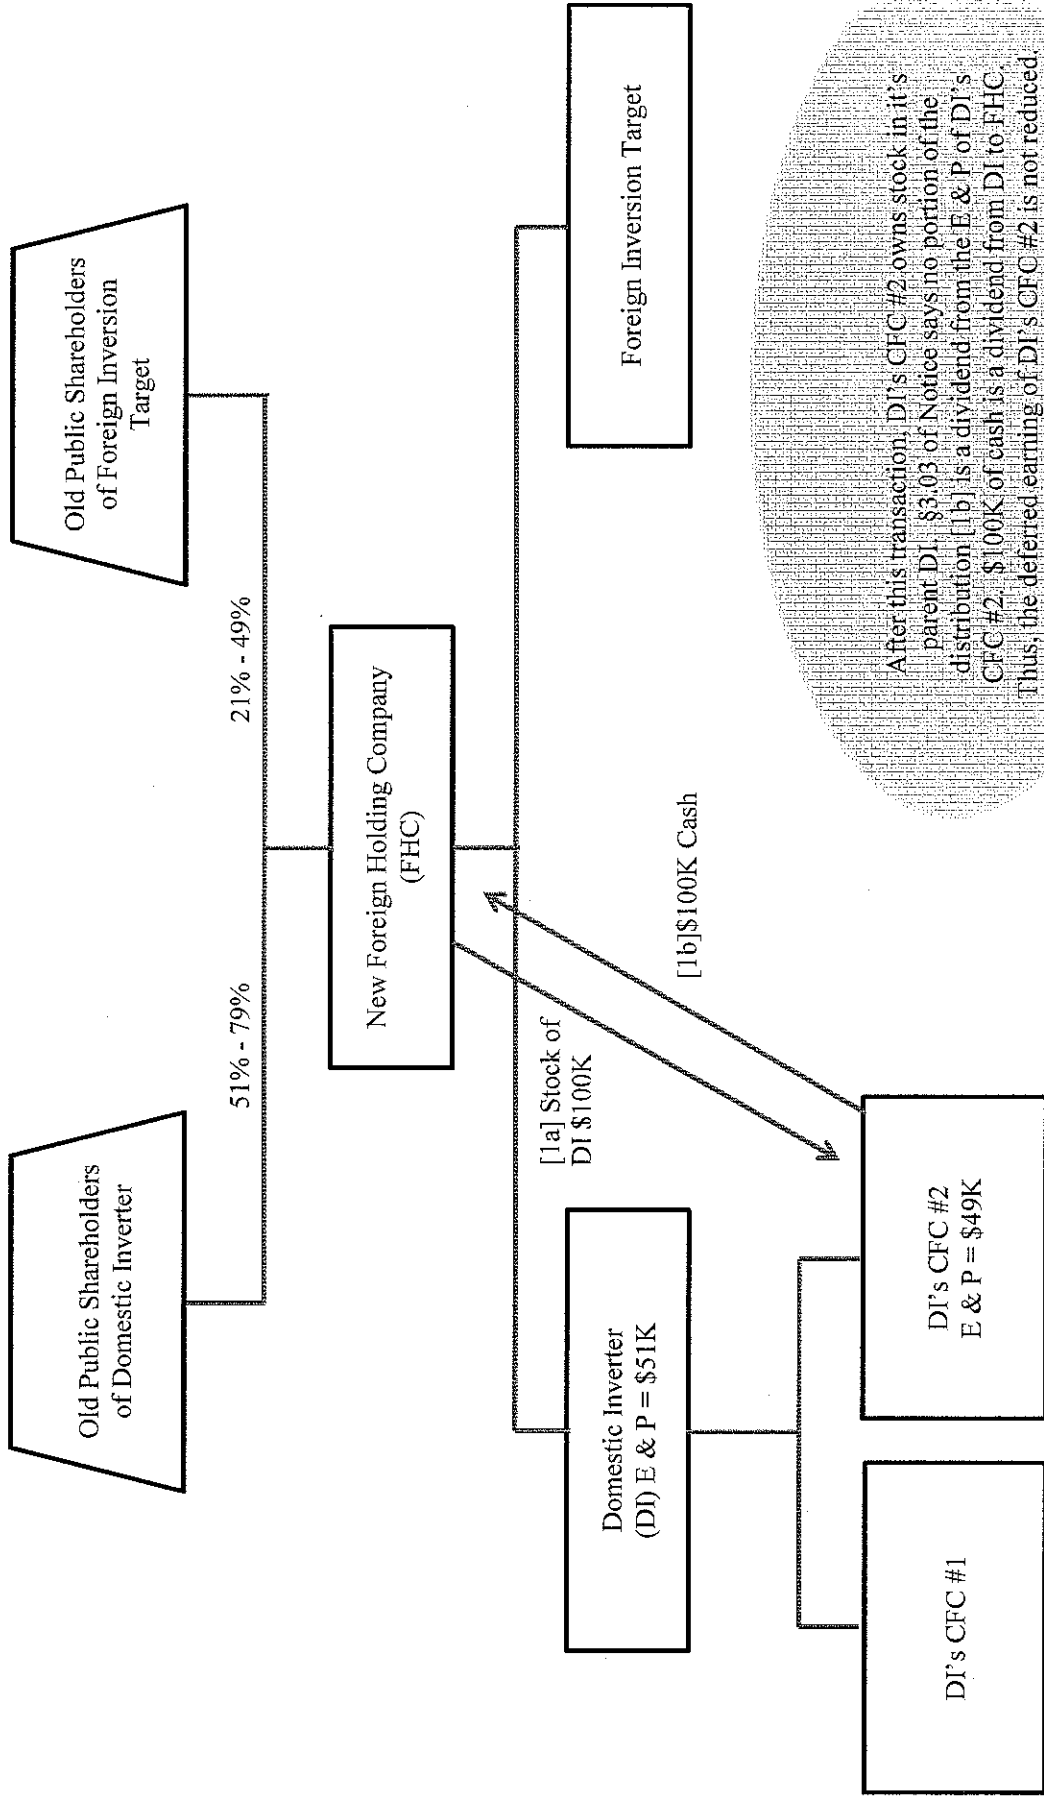 Old Public Shareholders
of Domestic Inverter
Old Public Shareholders
of Foreign Inversion
Target
51% - 79%
21% - 49%
New Foreign Holding Company
(FHC)
[1a] Stock of
DI $100K
[1b]$100K Cash
Domestic Inverter
(DI) E & P = $51K
Foreign Inversion Target
DI's CFC #1
DI's CFC #2
E & P = $49K
After this transaction, DI's CFC #2 owns stock in it's
parent DI. §3.03 of Notice says no portion of the
distribution [1b] is a dividend from the E & P of DI's
CFC #2. $100K of cash is a dividend from DI to FHC.
Thus, the deferred earning of DI's CFC #2 is not reduced.